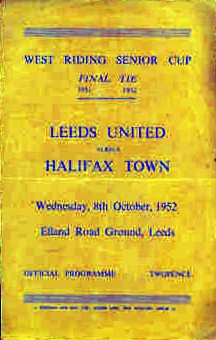 WEST RIDING SENIOR CUP
FINAL TIE
1951 1952
LEEDS UNITED
versus
HALIFAX TOWN
Wednesday, 8th October, 1952
Elland Road Ground, Leeds
OFFICIAL PROGRAMME TWOPENCE